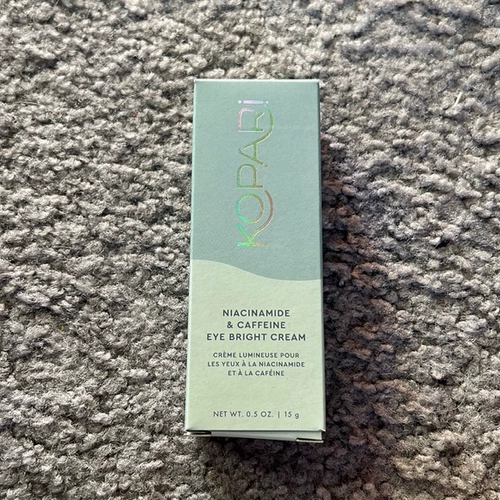 KOPARI
NIACINAMIDE
& CAFFEINE
EYE BRIGHT CREAM
CRÈME LUMINEUSE POUR
LES YEUX À LA NIACINAMIDE
ET À LA CAFÉINE
NET WT. 0.5 OZ. | 15 g